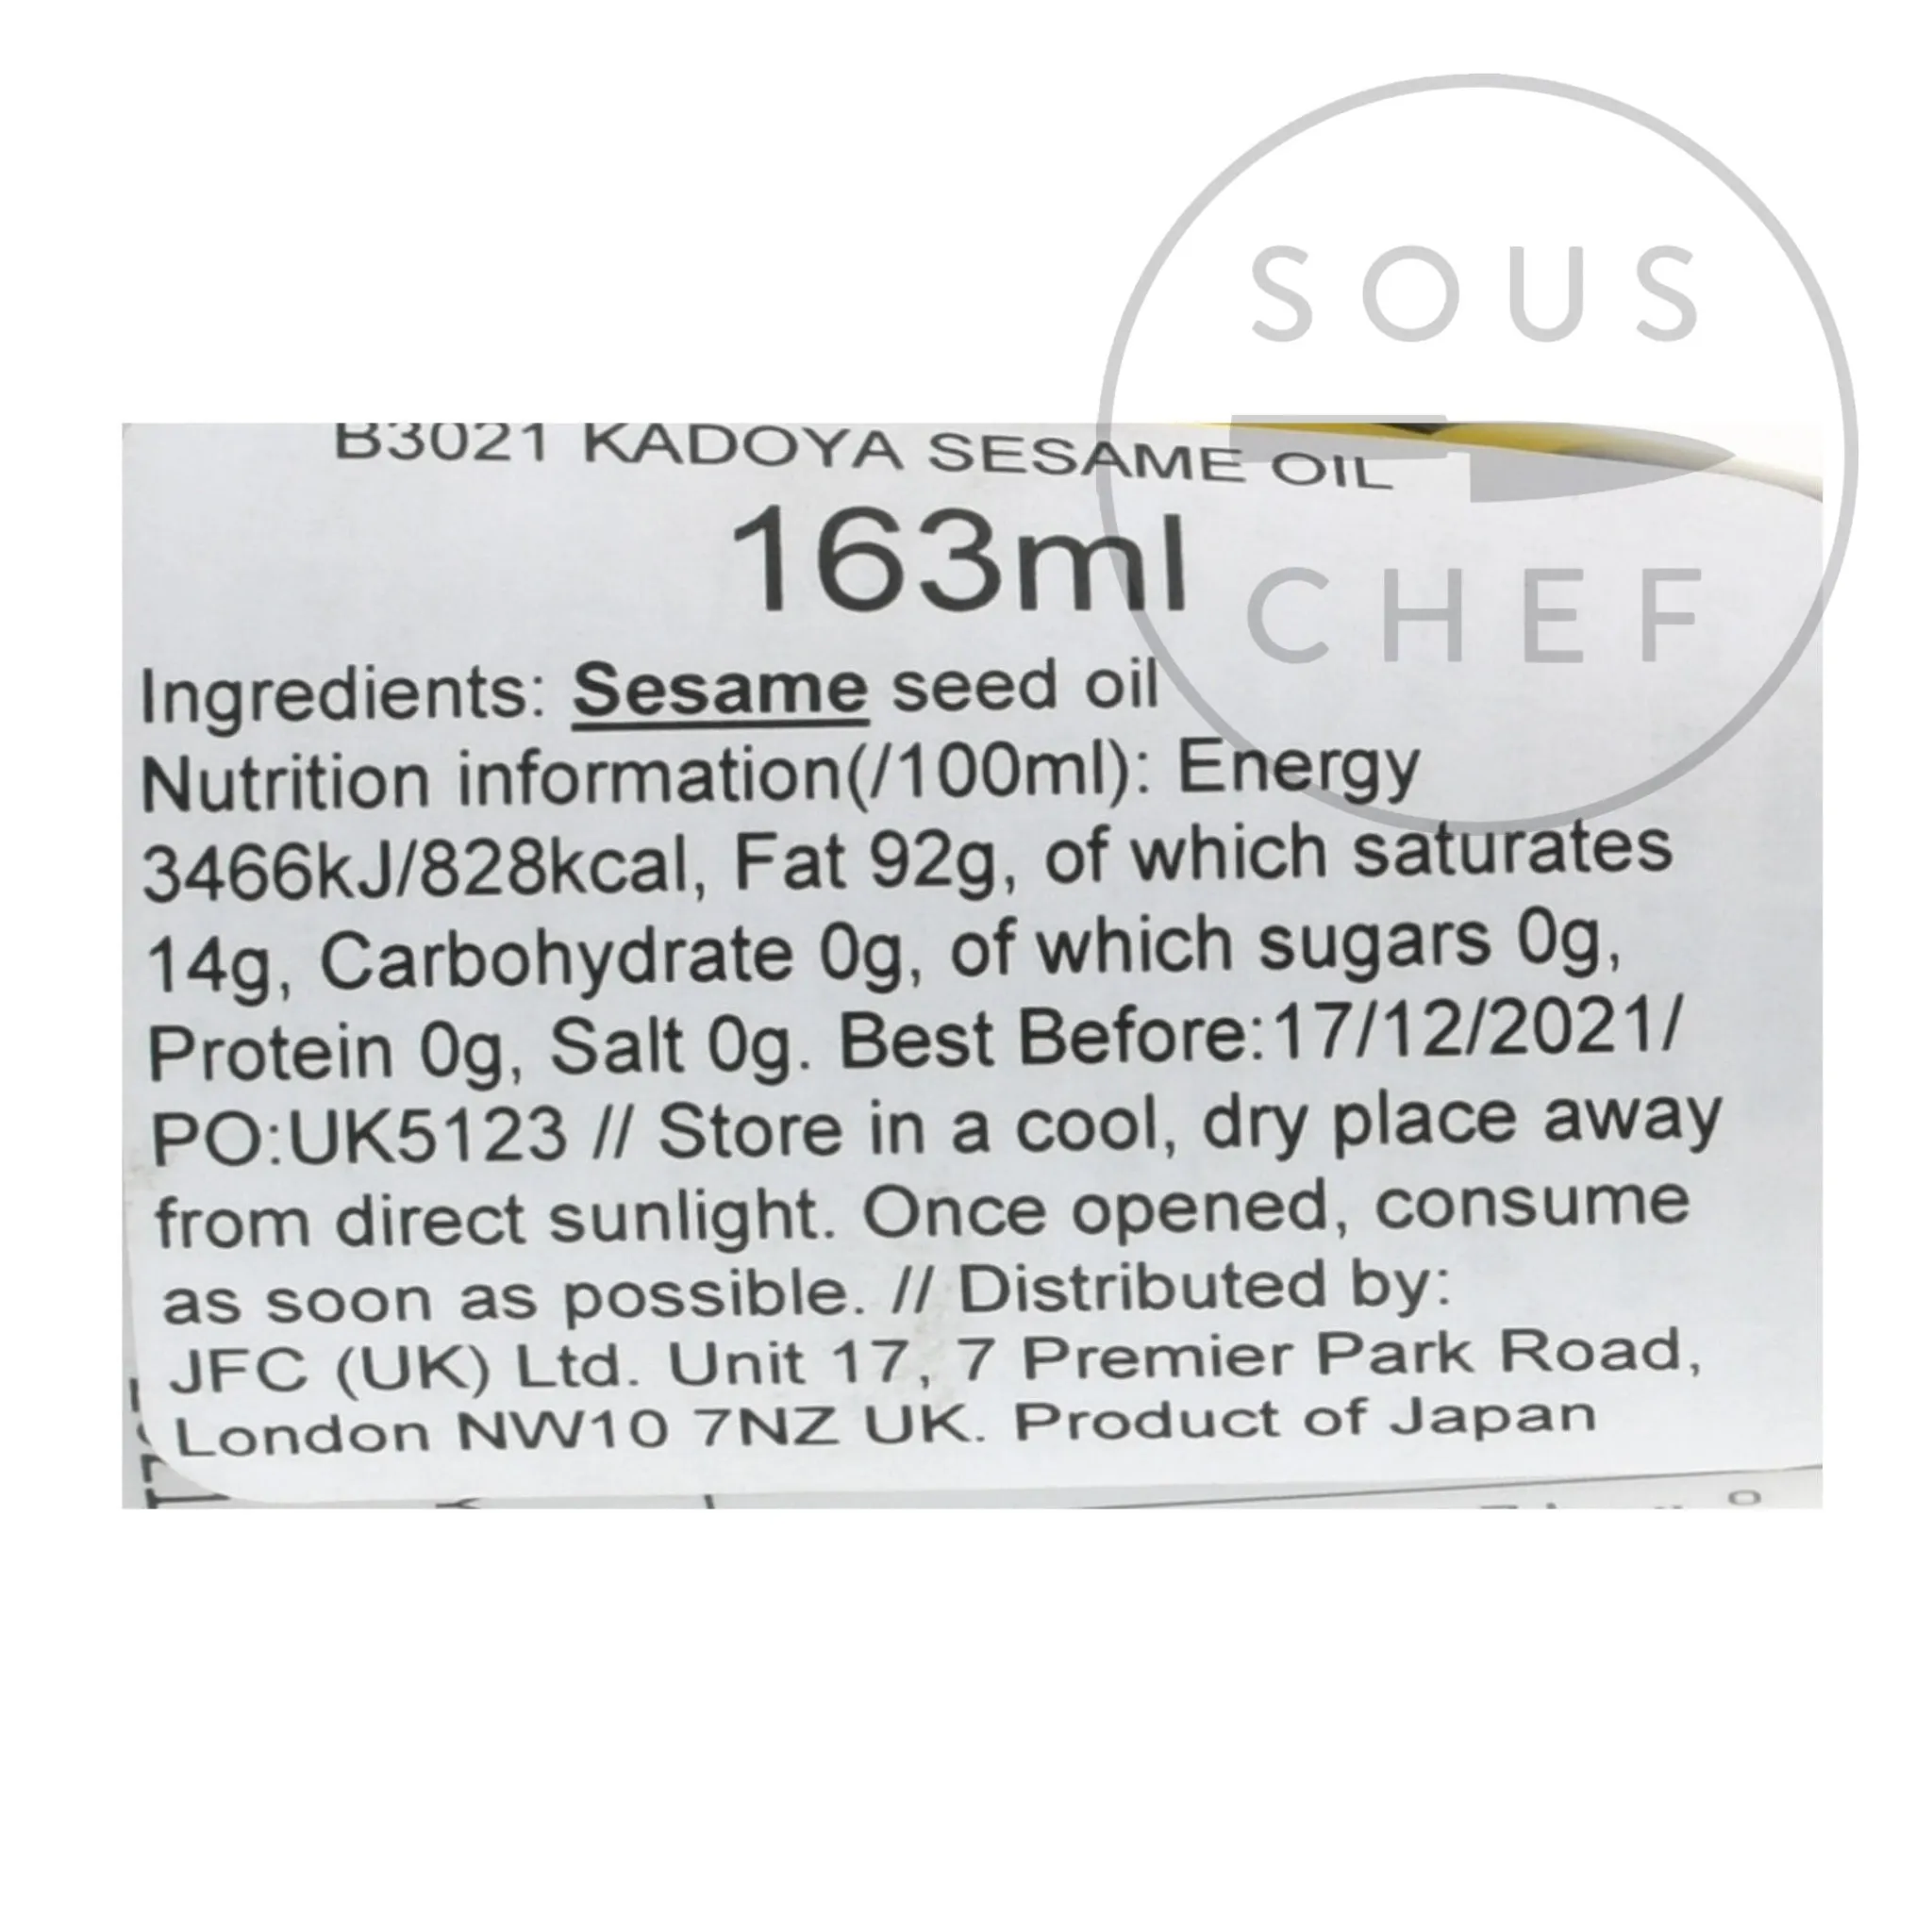 SOUS
CHEF
B3021 KADOYA SESAME OIL
163ml
Ingredients: Sesame seed oil
Nutrition information(/100ml): Energy
3466kJ/828kcal, Fat 92g, of which saturates
14g, Carbohydrate 0g, of which sugars 0g,
Protein 0g, Salt 0g. Best Before:17/12/2021/
PO:UK5123 // Store in a cool, dry place away
from direct sunlight. Once opened, consume
as soon as possible. // Distributed by:
JFC (UK) Ltd. Unit 17, 7 Premier Park Road,
London NW10 7NZ UK. Product of Japan